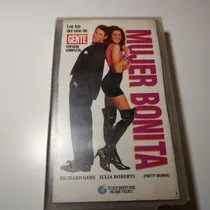 Los top
del cine de
GENTE
VERSION
COMPLETA
MUJER BONITA
(PRETTY WOMAN)
RICHARD GERE   JULIA ROBERTS
TOUCHSTONE
HOME VIDEO